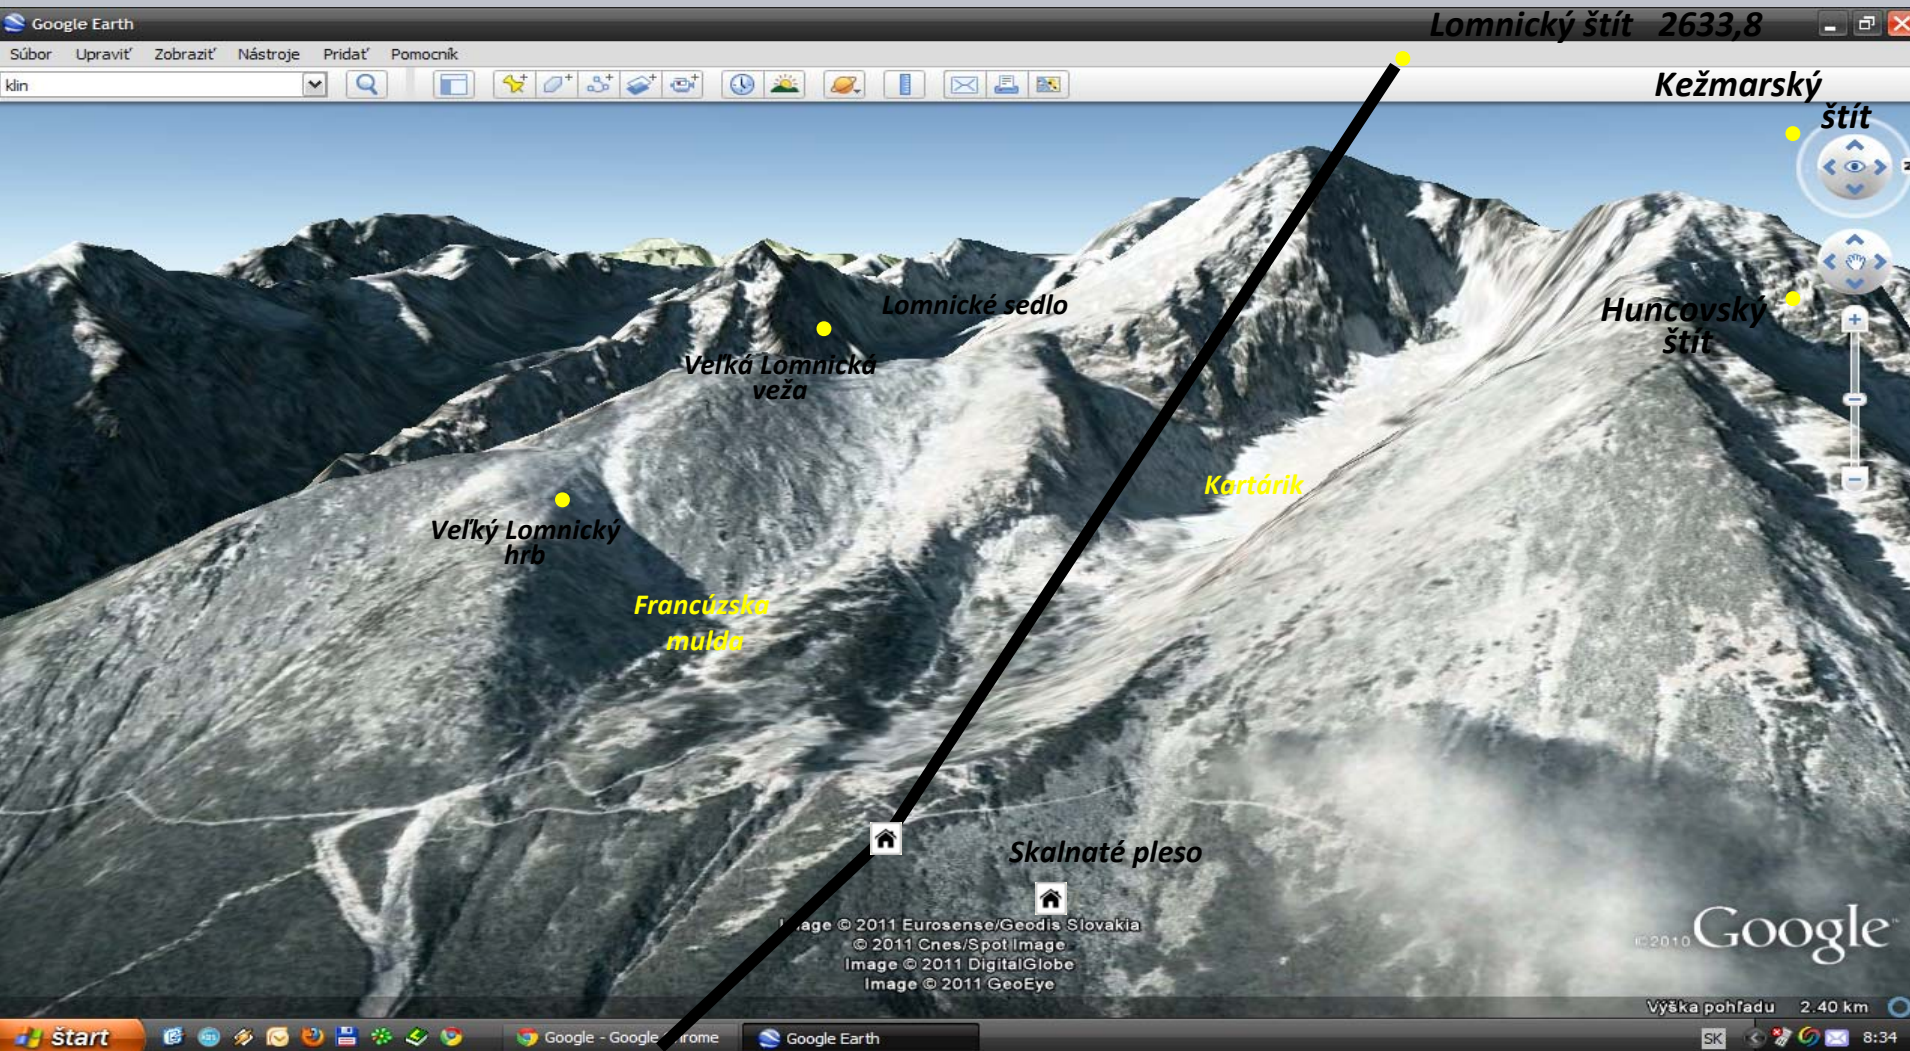 Google Earth
Lomnický štít 2633,8
Súbor Upraviť Zobraziť Nástroje Pridať Pomocník
klin
Kežmarský
štít
Lomnické sedlo
Huncovský
štít
Veľká Lomnická
veža
Kartárik
Veľký Lomnický
hrb
Francúzska
mulda
Skalnaté pleso
Image © 2011 Eurosense/Geodis Slovakia
© 2011 Cnes/Spot Image
Image © 2011 DigitalGlobe
Image © 2011 GeoEye
©2010 Google™
Výška pohľadu 2.40 km
štart
Google - Google Chrome
Google Earth
SK
8:34